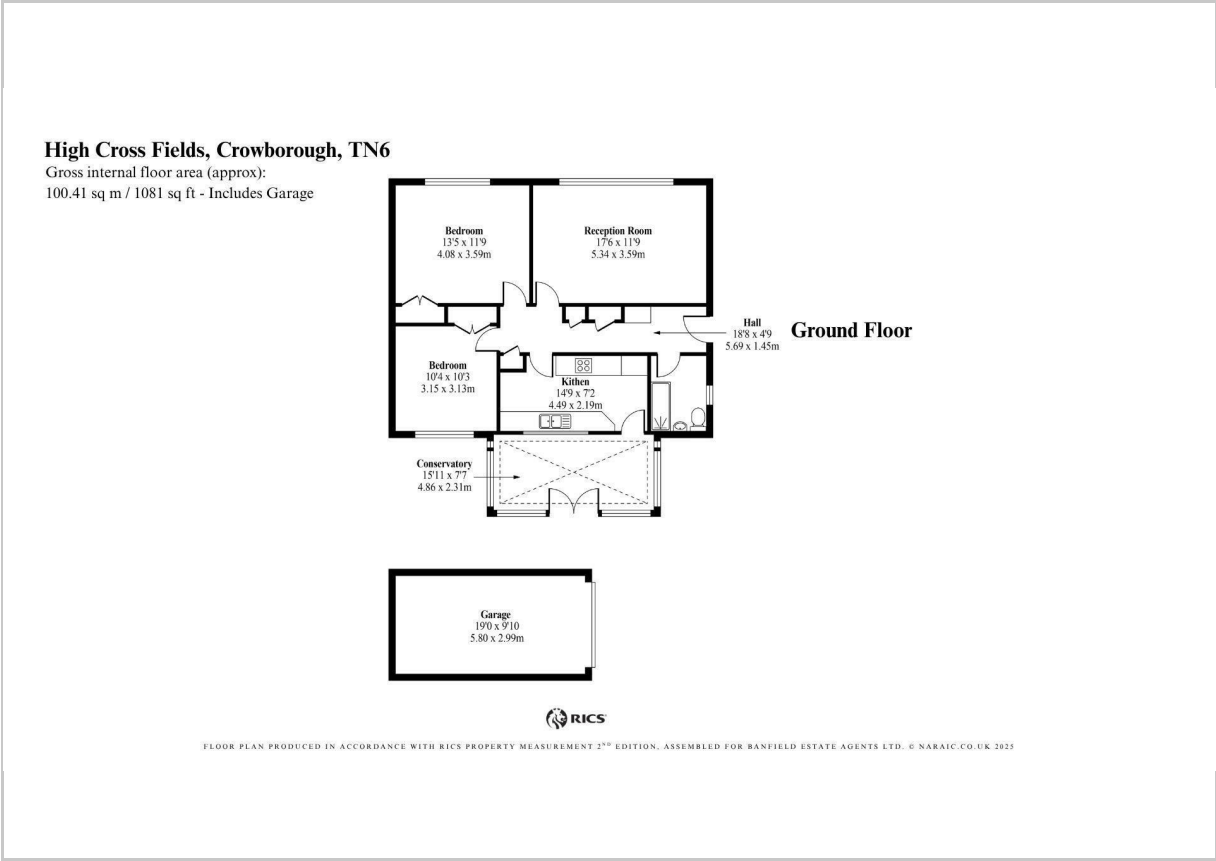 High Cross Fields, Crowborough, TN6
Gross internal floor area (approx):
100.41 sq m / 1081 sq ft - Includes Garage
Bedroom
13'5 x 11'9
4.08 x 3.59m
Reception Room
17'6 x 11'9
5.34 x 3.59m
Hall
18'8 x 4'9
5.69 x 1.45m
Ground Floor
Bedroom
10'4 x 10'3
3.15 x 3.13m
Kithen
14'9 x 7'2
4.49 x 2.19m
Conservatory
15'11 x 7'7
4.86 x 2.31m
Garage
19'0 x 9'10
5.80 x 2.99m
RICS
FLOOR PLAN PRODUCED IN ACCORDANCE WITH RICS PROPERTY MEASUREMENT 2ND EDITION, ASSEMBLED FOR BANFIELD ESTATE AGENTS LTD. © NARAIC.CO.UK 2025